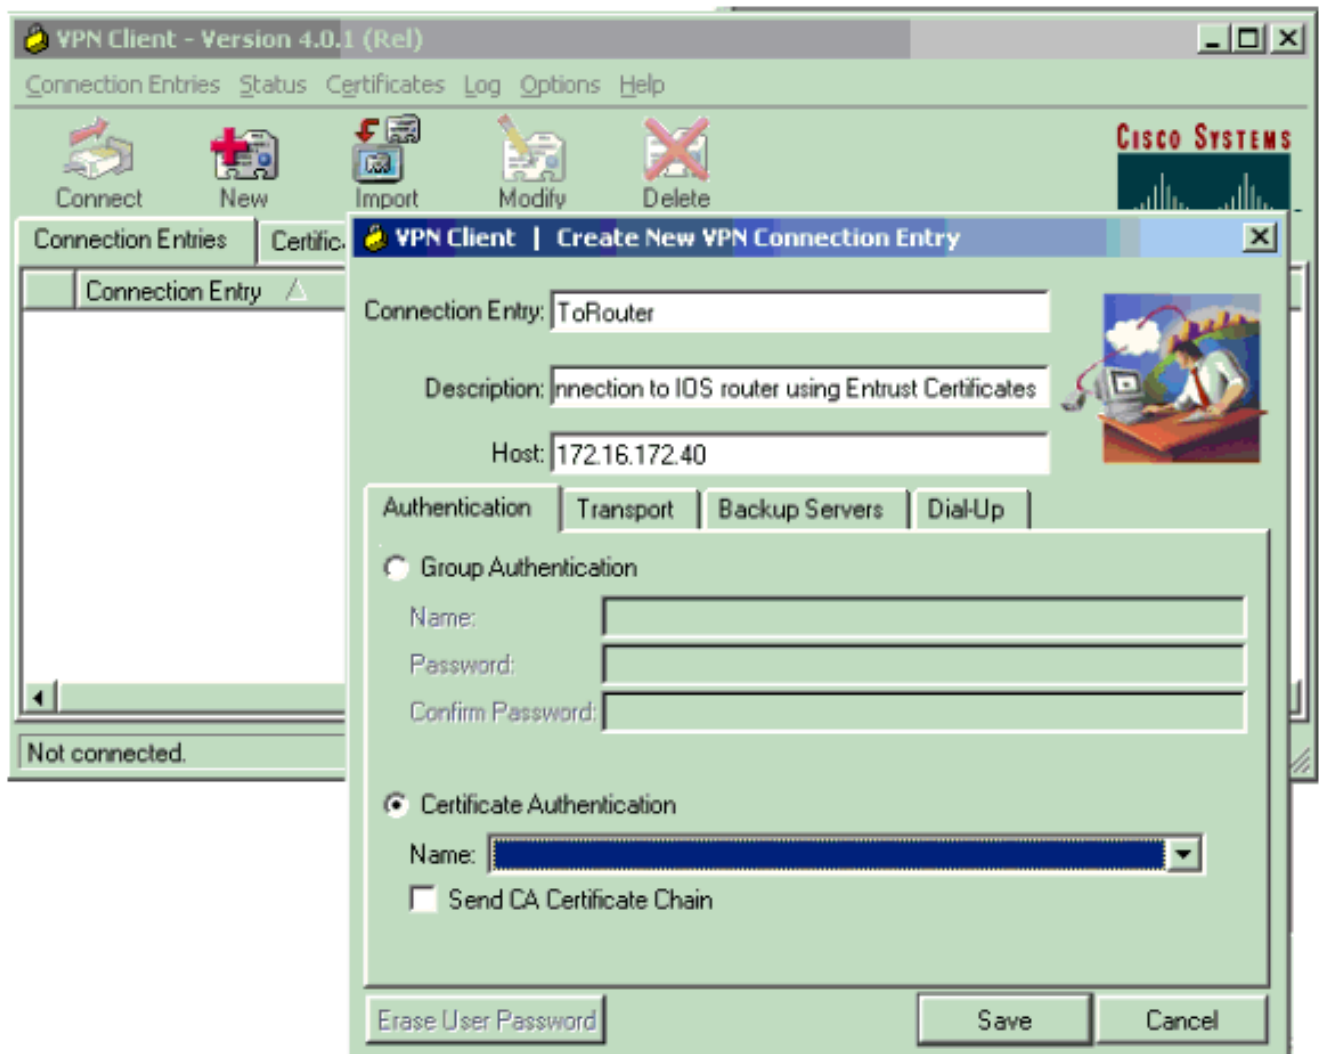 VPN Client - Version 4.0.1 (Rel)
Connection Entries Status Certificates Log Options Help
CISCO SYSTEMS
Connect New Import Modify Delete
Connection Entries Certific
VPN Client | Create New VPN Connection Entry
Connection Entry
Connection Entry: ToRouter
Description: nnection to IOS router using Entrust Certificates
Host: 172.16.172.40
Authentication Transport Backup Servers Dial-Up
Group Authentication
Name:
Password:
Confirm Password:
Not connected.
Certificate Authentication
Name:
Send CA Certificate Chain
Erase User Password Save Cancel